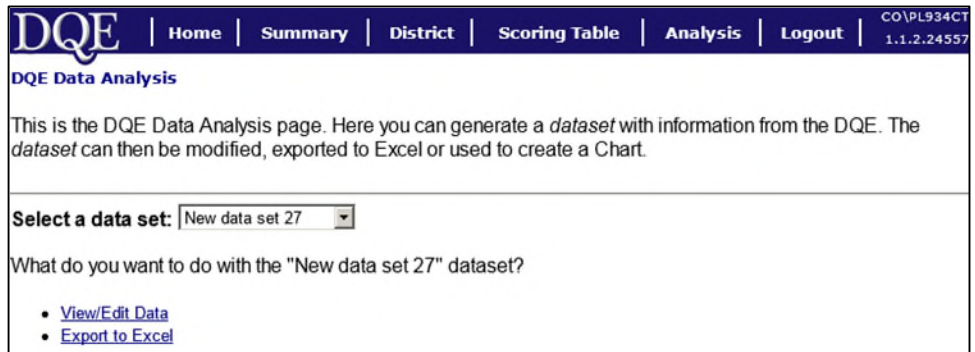 DQE | Home | Summary | District | Scoring Table | Analysis | Logout | CO\PL934CT
1.1.2.24557
DQE Data Analysis
This is the DQE Data Analysis page. Here you can generate a dataset with information from the DQE. The
dataset can then be modified, exported to Excel or used to create a Chart.
Select a data set: New data set 27
What do you want to do with the "New data set 27" dataset?
• View/Edit Data
• Export to Excel